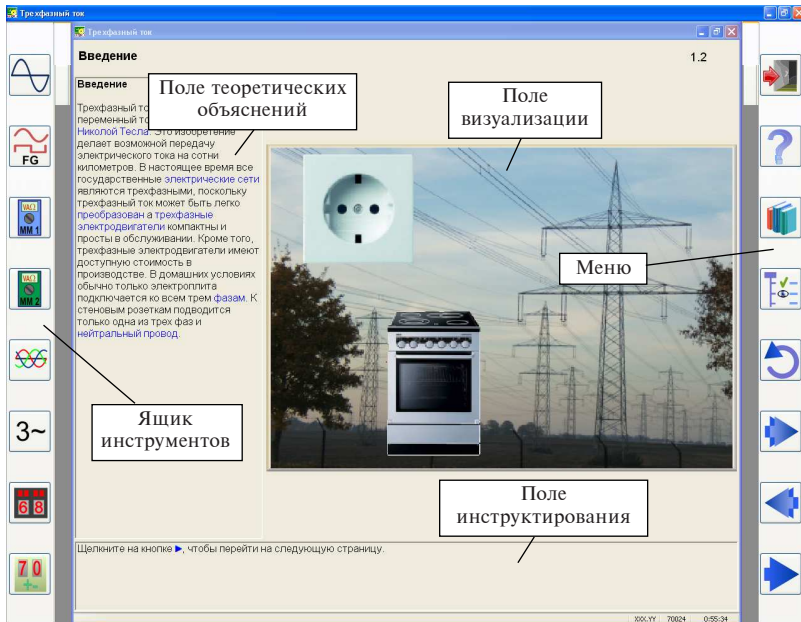 Трехфазный ток
Трехфазный ток
Введение
1.2
Введение
Поле теоретических
объяснений
Трехфазный то
переменный то
Николой Тесла. Это изобретение
делает возможной передачу
электрического тока на сотни
километров. В настоящее время все
государственные электрические сети
являются трехфазными, поскольку
трехфазный ток может быть легко
преобразован а трехфазные
электродвигатели компактны и
просты в обслуживании. Кроме того,
трехфазные электродвигатели имеют
доступную стоимость в
производстве. В домашних условиях
обычно только электроплита
подключается ко всем трем фазам. К
стеновым розеткам подводится
только одна из трех фаз и
нейтральный провод.
Поле
визуализации
Меню
Ящик
инструментов
Поле
инструктирования
FG
VACΩ
MM 1
VACΩ
MM 2
3~
68
70
+-
Щелкните на кнопке ►, чтобы перейти на следующую страницу.
XXX.YY 70024 0:55:34